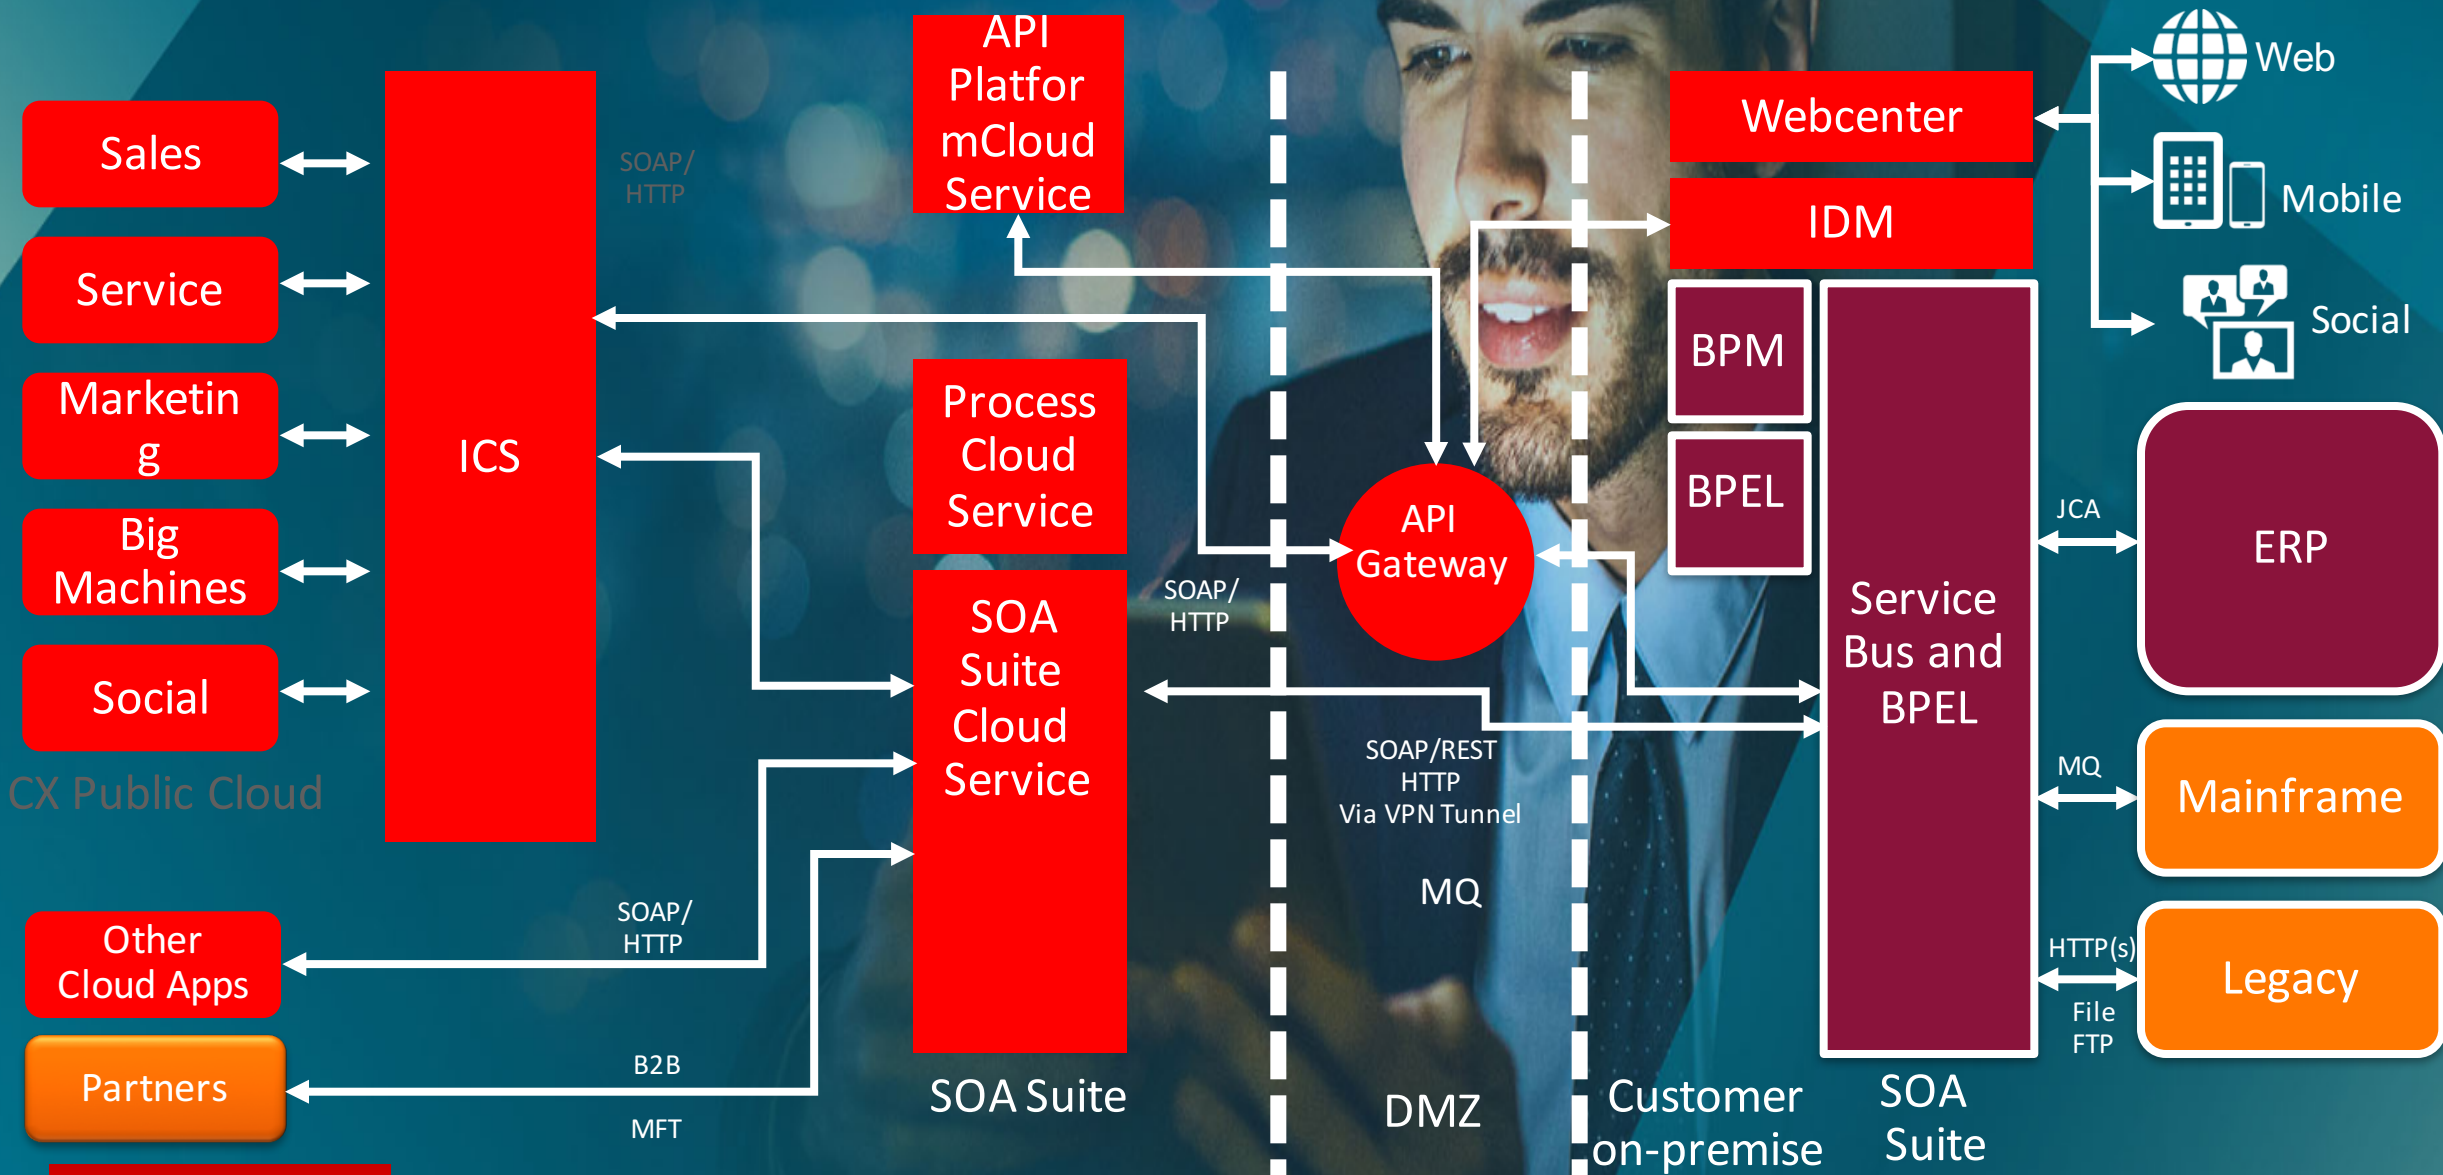 Sales
Service
Marketin
g
Big
Machines
Social
CX Public Cloud
Other
Cloud Apps
Partners
ICS
SOAP/
HTTP
SOAP/
HTTP
B2B
MFT
API
Platfor
mCloud
Service
Process
Cloud
Service
SOA
Suite
Cloud
Service
SOA Suite
SOAP/
HTTP
API
Gateway
SOAP/REST
HTTP
Via VPN Tunnel
MQ
DMZ
Webcenter
IDM
BPM
BPEL
Service
Bus and
BPEL
Customer
on-premise
SOA
Suite
Web
Mobile
Social
JCA
ERP
MQ
Mainframe
HTTP(s)
File
FTP
Legacy